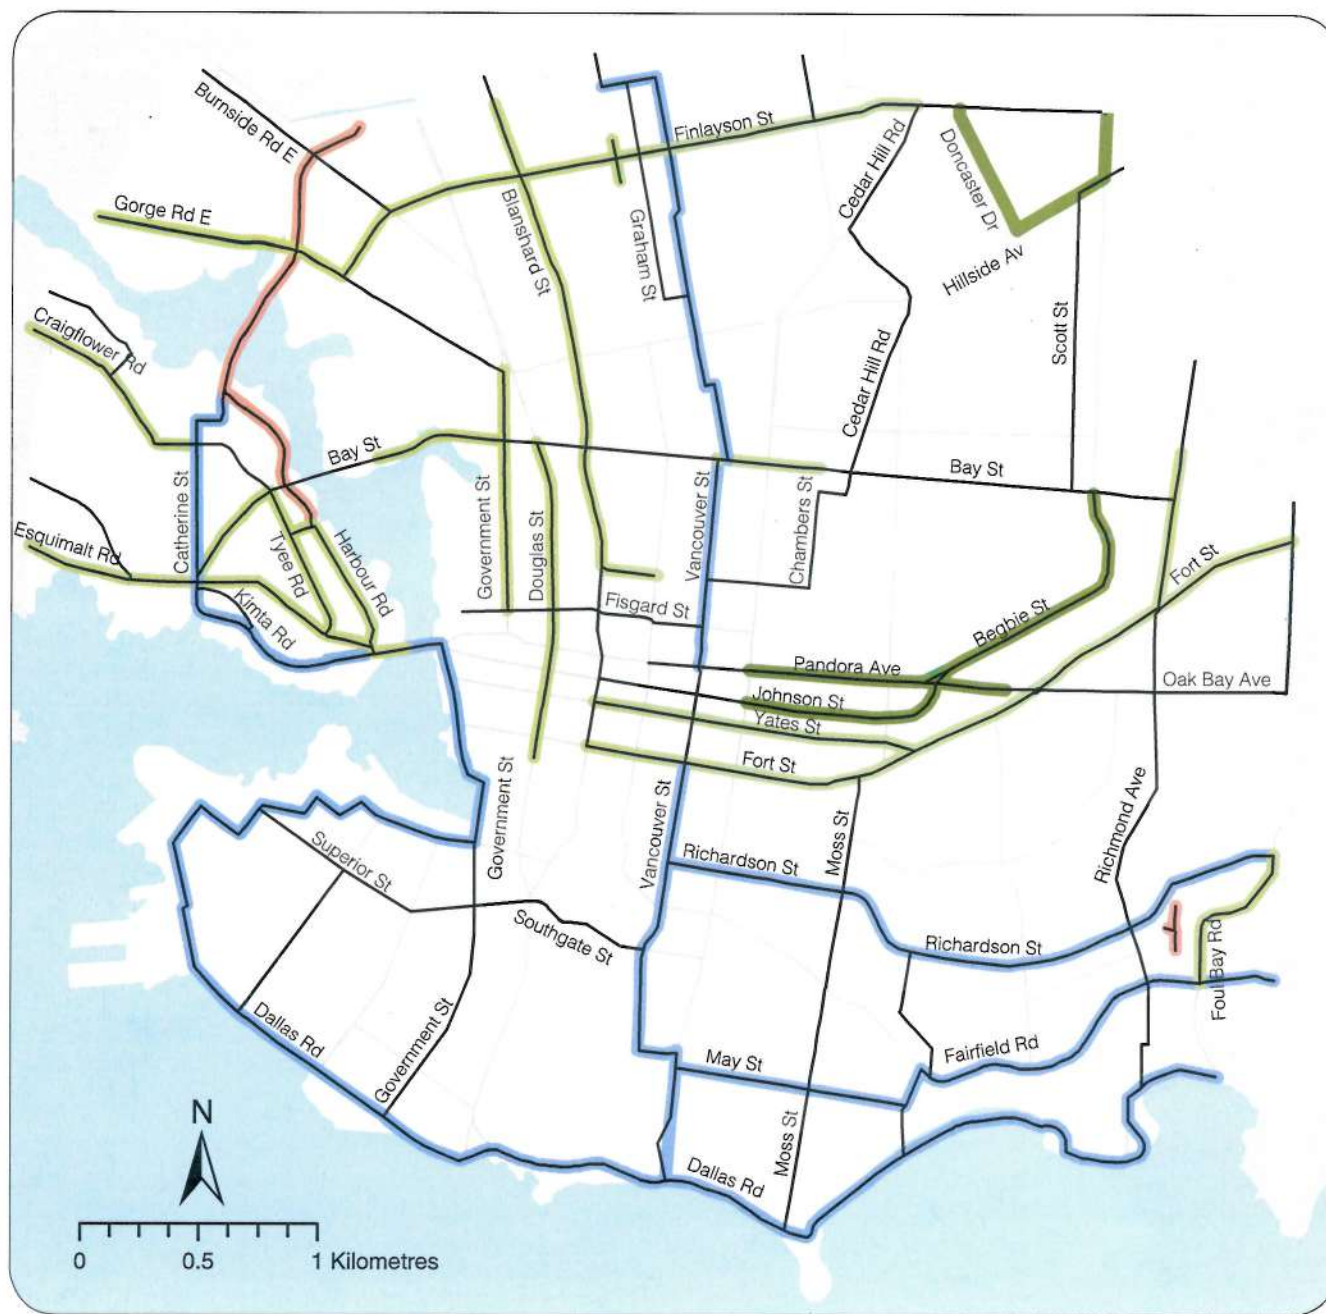 Burnside Rd E
Finlayson St
Cedar Hill Rd
Doncaster Dr
Gorge Rd E
Blanshard St
Graham St
Hillside Av
Craigflower Rd
Scott St
Cedar Hill Rd
Bay St
Bay St
Catherine St
Government St
Vancouver St
Chambers St
Esquimalt Rd
Tyee Rd
Harbour Rd
Douglas St
Fort St
Kimta Rd
Fisgard St
Begbie St
Pandora Ave
Oak Bay Ave
Johnson St
Yates St
Fort St
Government St
Vancouver St
Moss St
Richmond Ave
Superior St
Richardson St
Southgate St
Richardson St
Foul Bay Rd
Dallas Rd
Government St
May St
Fairfield Rd
N
Moss St
Dallas Rd
0 0.5 1 Kilometres